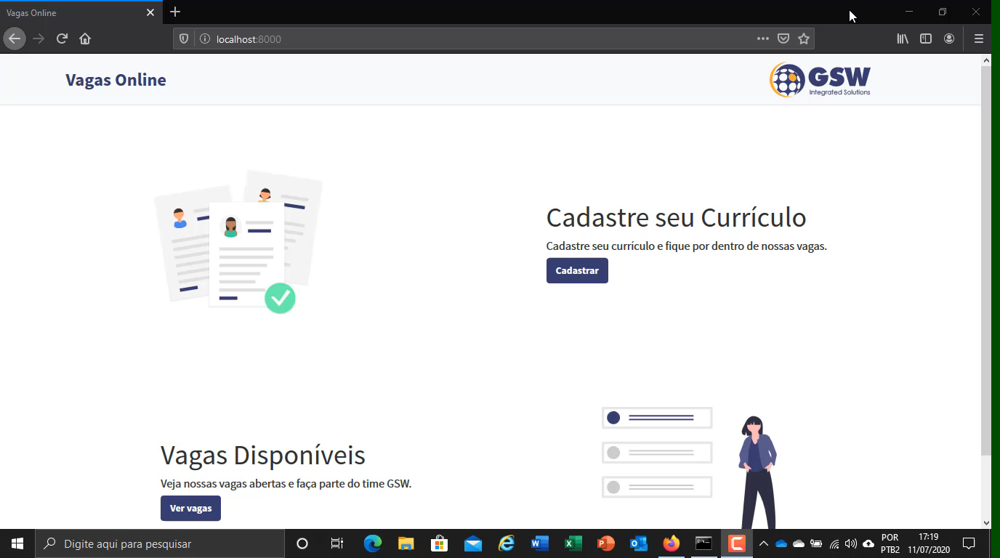 Vagas Online
localhost:8000
Vagas Online
GSW
Integrated Solutions
Cadastre seu Currículo
Cadastre seu currículo e fique por dentro de nossas vagas.
Cadastrar
Vagas Disponíveis
Veja nossas vagas abertas e faça parte do time GSW.
Ver vagas
Digite aqui para pesquisar
POR
PTB2
17:19
11/07/2020